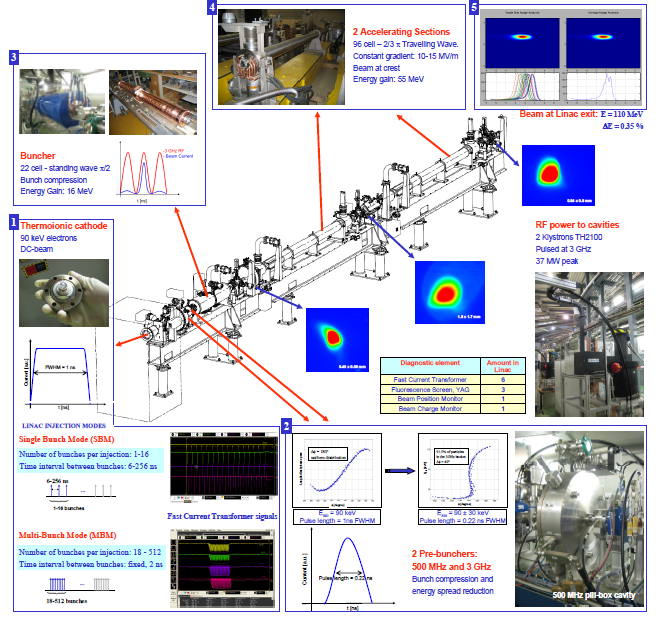 3
Buncher
22 cell - standing wave π/2
Bunch compression
Energy Gain: 16 MeV
3 GHz RF
Beam Current
t [ns]
4
2 Accelerating Sections
96 cell – 2/3 π Travelling Wave.
Constant gradient: 10-15 MV/m
Beam at crest
Energy gain: 55 MeV
5
Beam at Linac exit: E = 110 MeV
ΔE = 0.35 %
RF power to cavities
2 Klystrons TH2100
Pulsed at 3 GHz
37 MW peak
1
Thermoionic cathode
90 keV electrons
DC-beam
Current [a.u.]
FWHM = 1 ns
t [ns]
Diagnostic element Amount in Linac
Fast Current Transformer 6
Fluorescence Screen, YAG 3
Beam Position Monitor 1
Beam Charge Monitor 1
LINAC INJECTION MODES
Single Bunch Mode (SBM)
Number of bunches per injection: 1-16
Time interval between bunches: 6-256 ns
6-256 ns
1-16 bunches
Fast Current Transformer signals
Multi-Bunch Mode (MBM)
Number of bunches per injection: 18 - 512
Time interval between bunches: fixed, 2 ns
18-512 bunches
2
= 90 keV
Pulse length = 1ns FWHM
= 90 ± 30 keV
Pulse length = 0.22 ns FWHM
Current [a.u.]
Pulse length = 0.22 ns
t [ns]
2 Pre-bunchers:
500 MHz and 3 GHz
Bunch compression and
energy spread reduction
500 MHz pill-box cavity